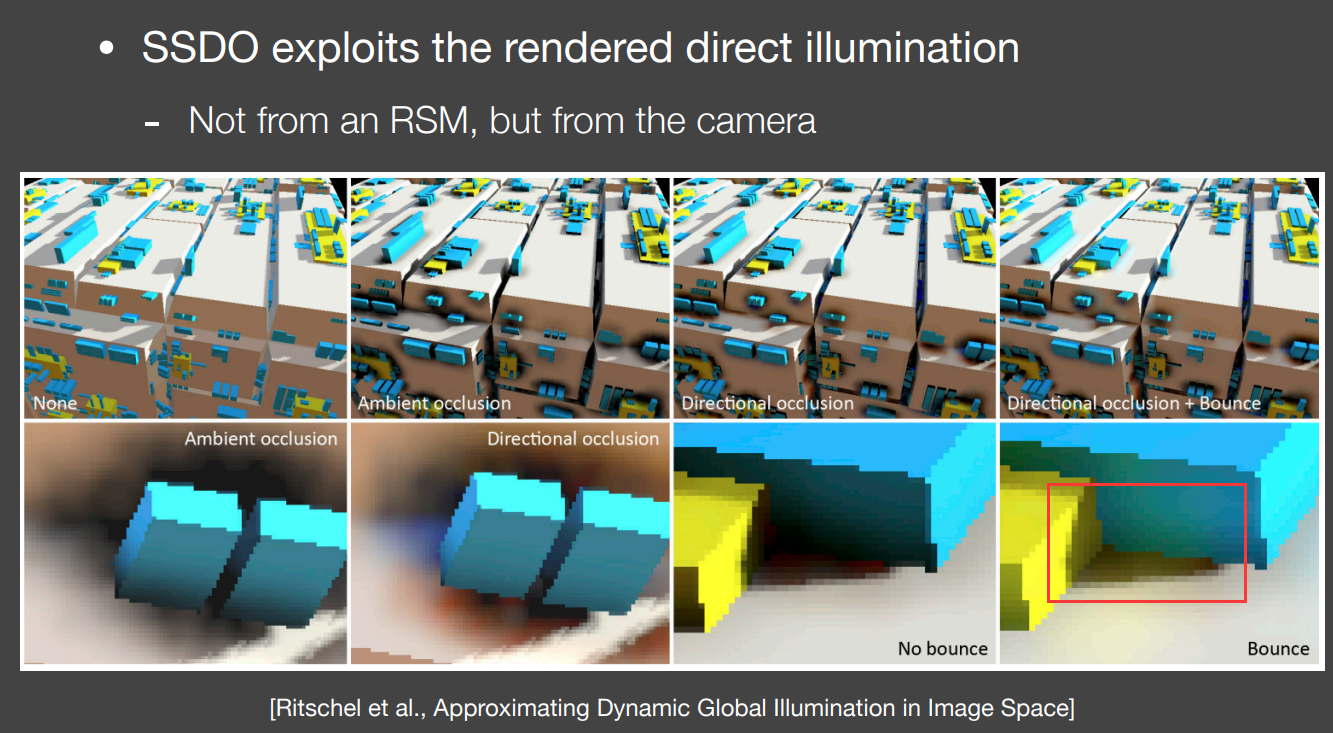 • SSDO exploits the rendered direct illumination
- Not from an RSM, but from the camera
None
Ambient occlusion
Directional occlusion
Directional occlusion + Bounce
Ambient occlusion
Directional occlusion
No bounce
Bounce
[Ritschel et al., Approximating Dynamic Global Illumination in Image Space]